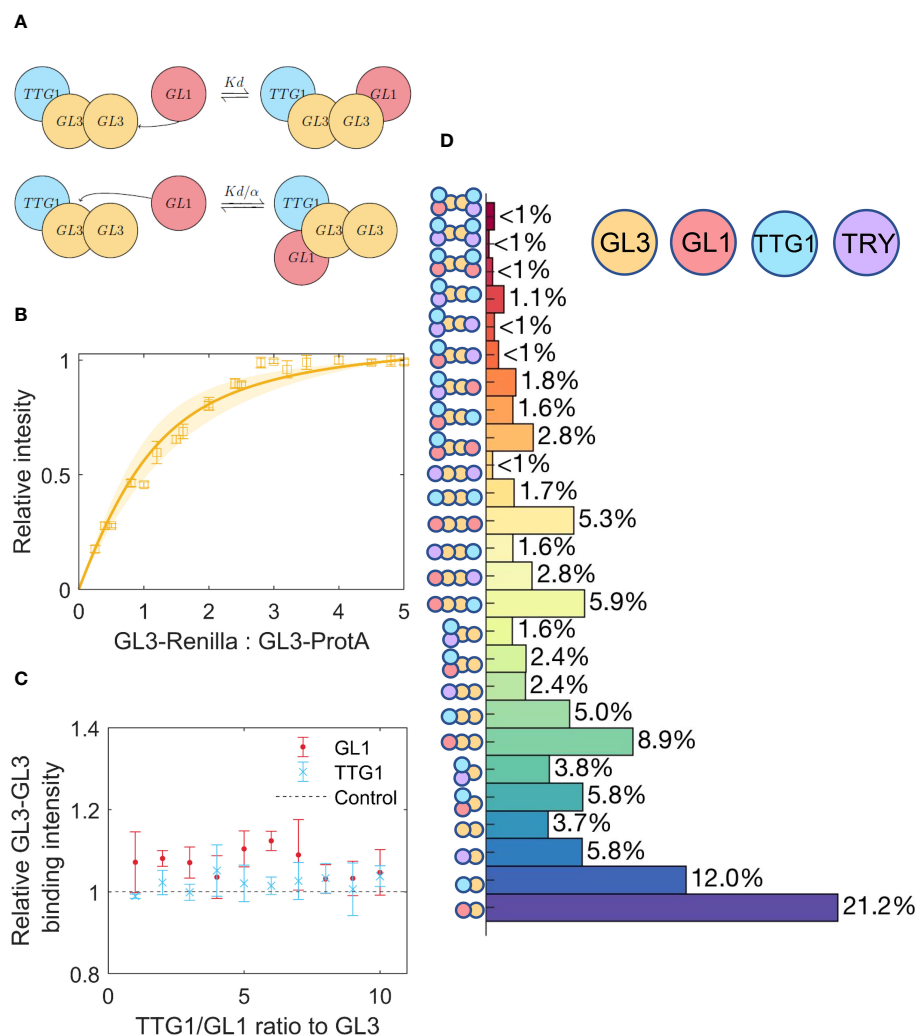 A
TTG1
GL3
GL3
GL1
Kd
TTG1
GL3
GL3
GL1
TTG1
GL3
GL3
GL1
Kd/α
TTG1
GL3
GL3
GL1
B
Relative intesity
1
0.5
0
0
1
2
3
4
5
GL3-Renilla : GL3-ProtA
C
Relative GL3-GL3
binding intensity
1.4
1.2
1
0.8
GL1
TTG1
Control
0
5
10
TTG1/GL1 ratio to GL3
D
GL3
GL1
TTG1
TRY
<1%
<1%
<1%
1.1%
<1%
<1%
1.8%
1.6%
2.8%
<1%
1.7%
5.3%
1.6%
2.8%
5.9%
1.6%
2.4%
2.4%
5.0%
8.9%
3.8%
5.8%
3.7%
5.8%
12.0%
21.2%